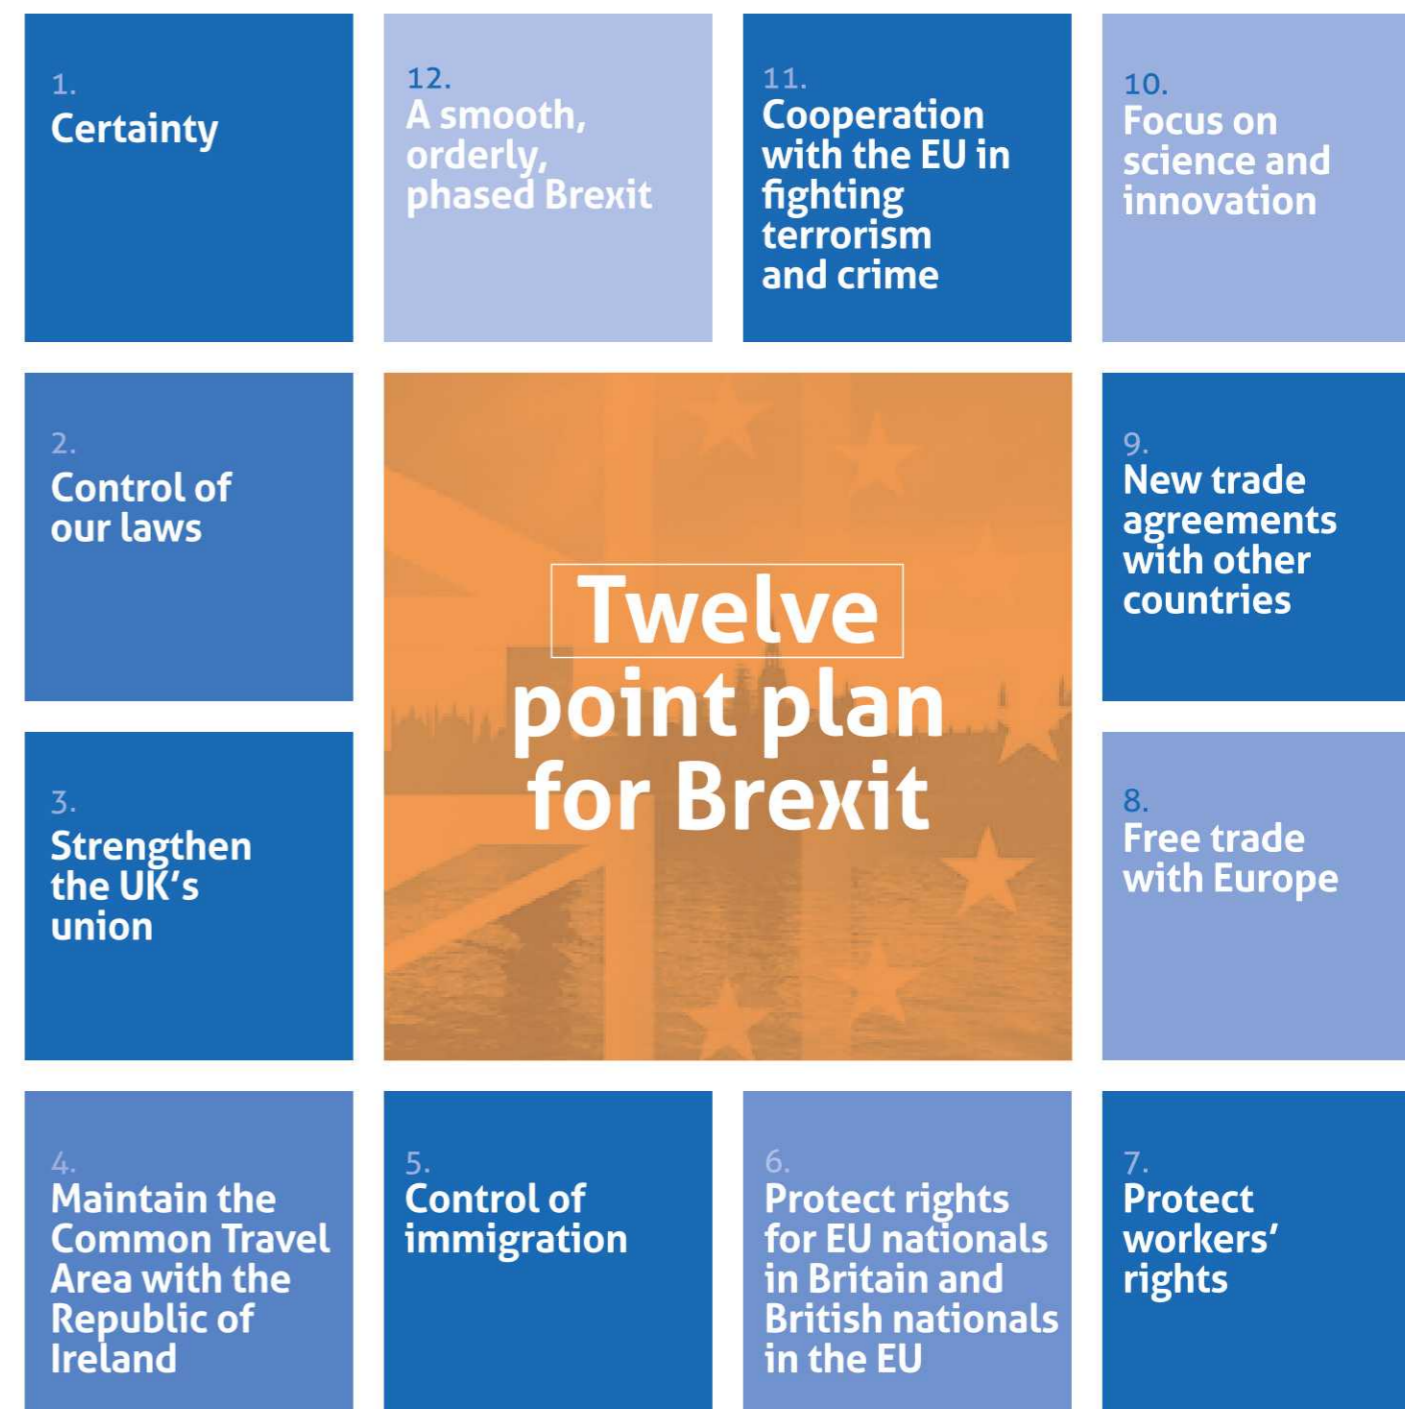 1.
Certainty
12.
A smooth,
orderly,
phased Brexit
11.
Cooperation
with the EU in
fighting
terrorism
and crime
10.
Focus on
science and
innovation
2.
Control of
our laws
Twelve
point plan
for Brexit
9.
New trade
agreements
with other
countries
3.
Strengthen
the UK’s
union
8.
Free trade
with Europe
4.
Maintain the
Common Travel
Area with the
Republic of
Ireland
5.
Control of
immigration
6.
Protect rights
for EU nationals
in Britain and
British nationals
in the EU
7.
Protect
workers’
rights